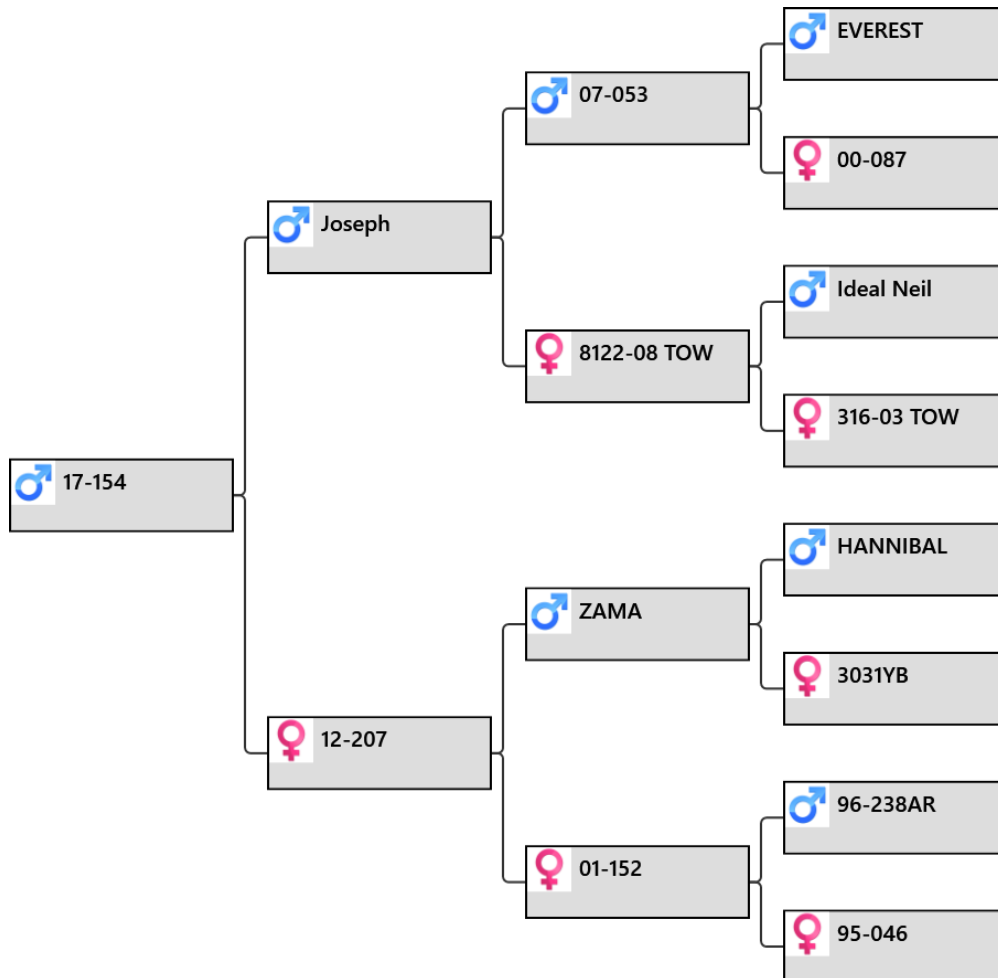 EVEREST
07-053
00-087
Joseph
Ideal Neil
8122-08 TOW
316-03 TOW
17-154
HANNIBAL
ZAMA
3031YB
12-207
96-238AR
01-152
95-046